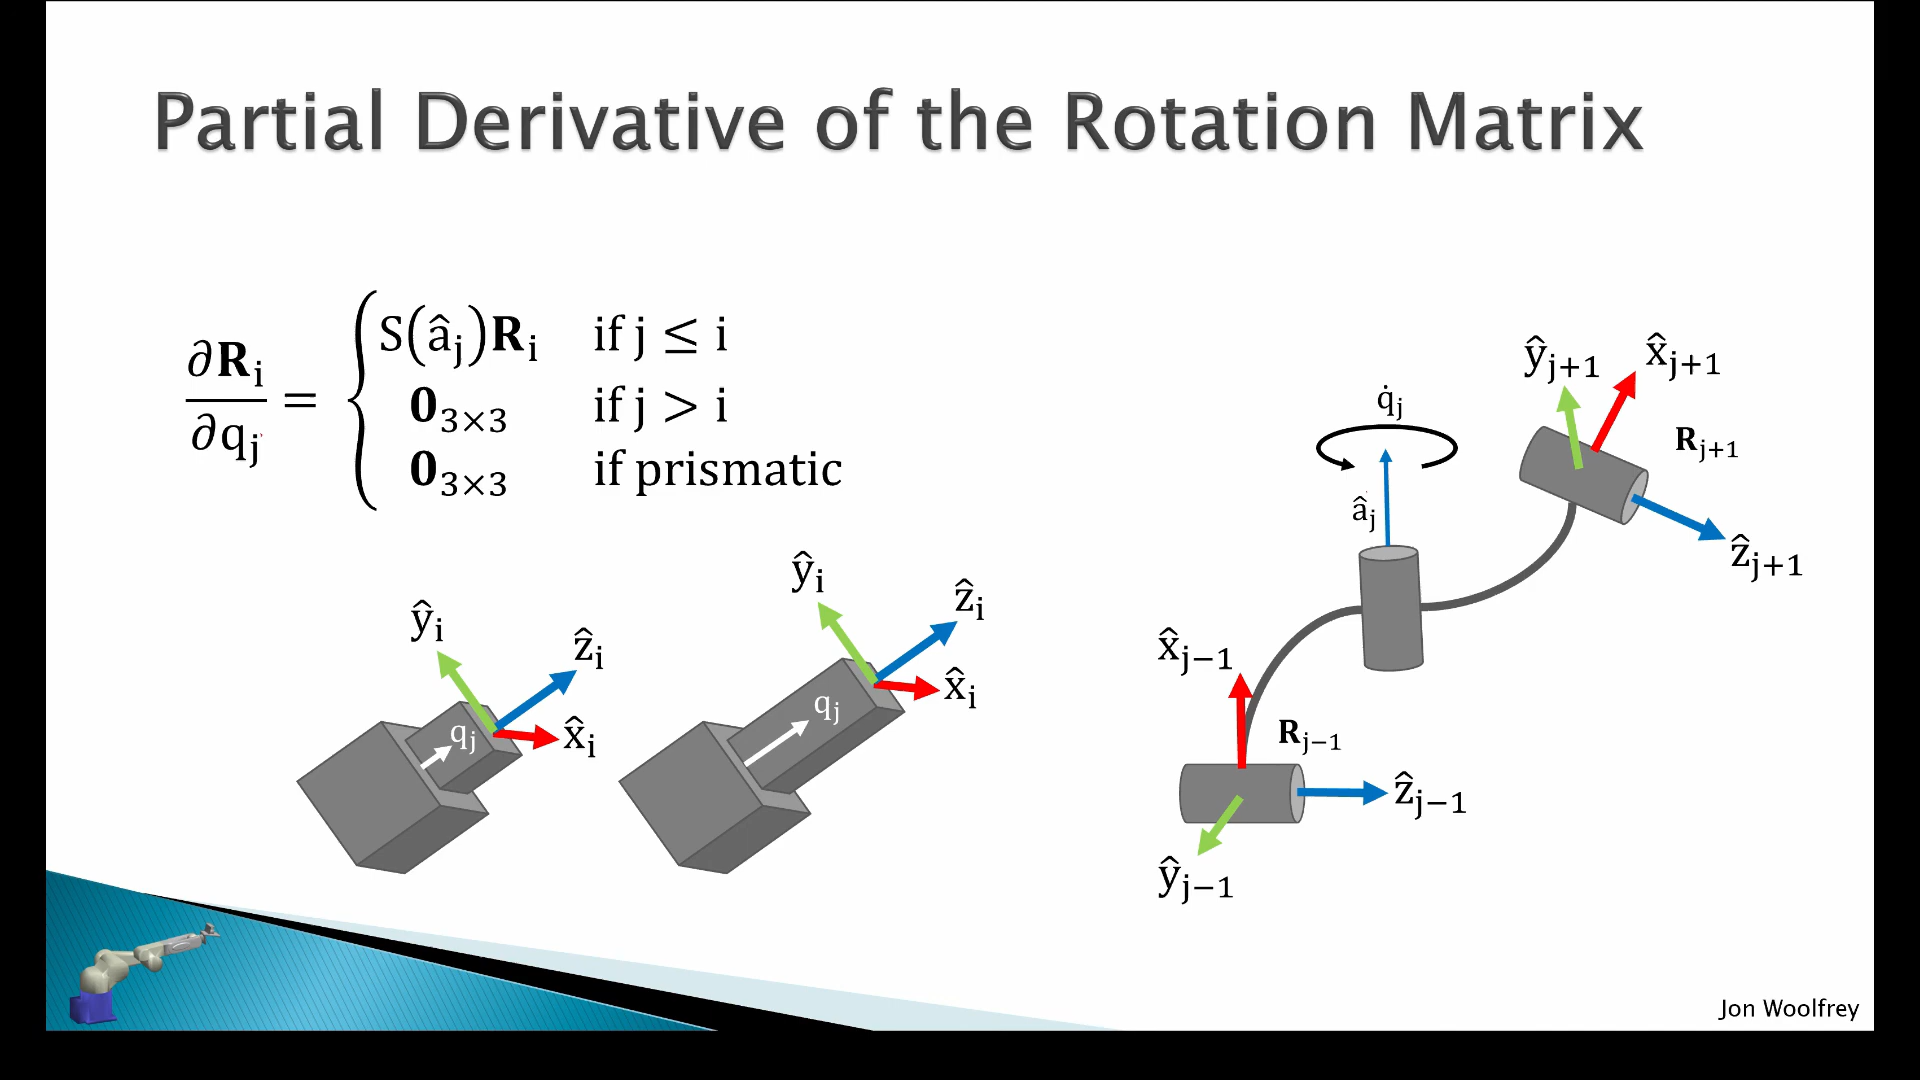 Partial Derivative of the Rotation Matrix
∂𝐑ᵢ/∂qⱼ = { S(âⱼ)𝐑ᵢ if j ≤ i
𝟎₃ₓ₃ if j > i
𝟎₃ₓ₃ if prismatic
ŷᵢ
ẑᵢ
x̂ᵢ
qⱼ
ŷᵢ
ẑᵢ
x̂ᵢ
qⱼ
q̇ⱼ
âⱼ
ŷⱼ₊₁
x̂ⱼ₊₁
𝐑ⱼ₊₁
ẑⱼ₊₁
x̂ⱼ₋₁
𝐑ⱼ₋₁
ẑⱼ₋₁
ŷⱼ₋₁
Jon Woolfrey